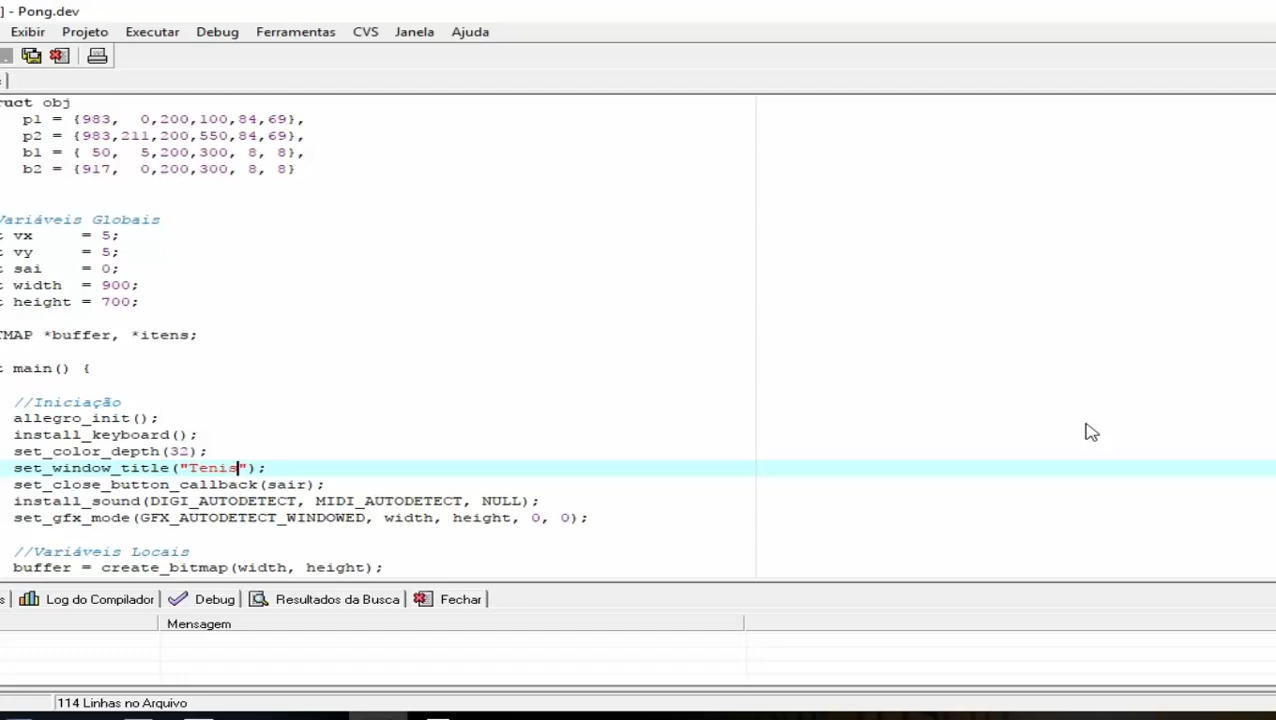 ] - Pong.dev
Exibir Projeto Executar Debug Ferramentas CVS Janela Ajuda
ruct obj
p1 = {983,   0,200,100,84,69},
p2 = {983,211,200,550,84,69},
b1 = { 50,   5,200,300, 8, 8},
b2 = {917,   0,200,300, 8, 8}
Variáveis Globais
t vx     = 5;
t vy     = 5;
t sai    = 0;
t width  = 900;
t height = 700;
TMAP *buffer, *itens;
t main() {
//Iniciação
allegro_init();
install_keyboard();
set_color_depth(32);
set_window_title("Tenis");
set_close_button_callback(sair);
install_sound(DIGI_AUTODETECT, MIDI_AUTODETECT, NULL);
set_gfx_mode(GFX_AUTODETECT_WINDOWED, width, height, 0, 0);
//Variáveis Locais
buffer = create_bitmap(width, height);
s Log do Compilador Debug Resultados da Busca Fechar
Mensagem
114 Linhas no Arquivo